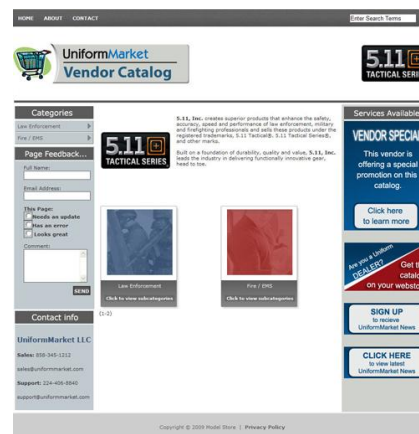 HOME ABOUT CONTACT
Enter Search Terms
UniformMarket
Vendor Catalog
5.11
TACTICAL SERIE
Categories
Law Enforcement
Fire / EMS
Page Feedback...
Full Name:
Email Address:
This Page:
Needs an update
Has an error
Looks great
Comment:
SEND
Contact info
UniformMarket LLC
Sales: 858-345-1212
sales@uniformmarket.com
Support: 224-406-8840
support@uniformmarket.com
5.11
TACTICAL SERIES
5.11, Inc. creates superior products that enhance the safety,
accuracy, speed and performance of law enforcement, military
and firefighting professionals and sells these products under the
registered trademarks, 5.11 Tactical®, 5.11 Tactical Series®,
and other marks.
Built on a foundation of durability, quality and value, 5.11, Inc.
leads the industry in delivering functionally innovative gear,
head to toe.
Law Enforcement
Click to view subcategories
Fire / EMS
Click to view subcategories
(1-2)
Services Available
VENDOR SPECIAL
This vendor is
offering a special
promotion on this
catalog.
Click here
to learn more
Are you a Uniform
DEALER?
Get th
catalo
on your websto
SIGN UP
to recieve
UniformMarket News
CLICK HERE
to view latest
UniformMarket News
Copyright © 2009 Model Store | Privacy Policy